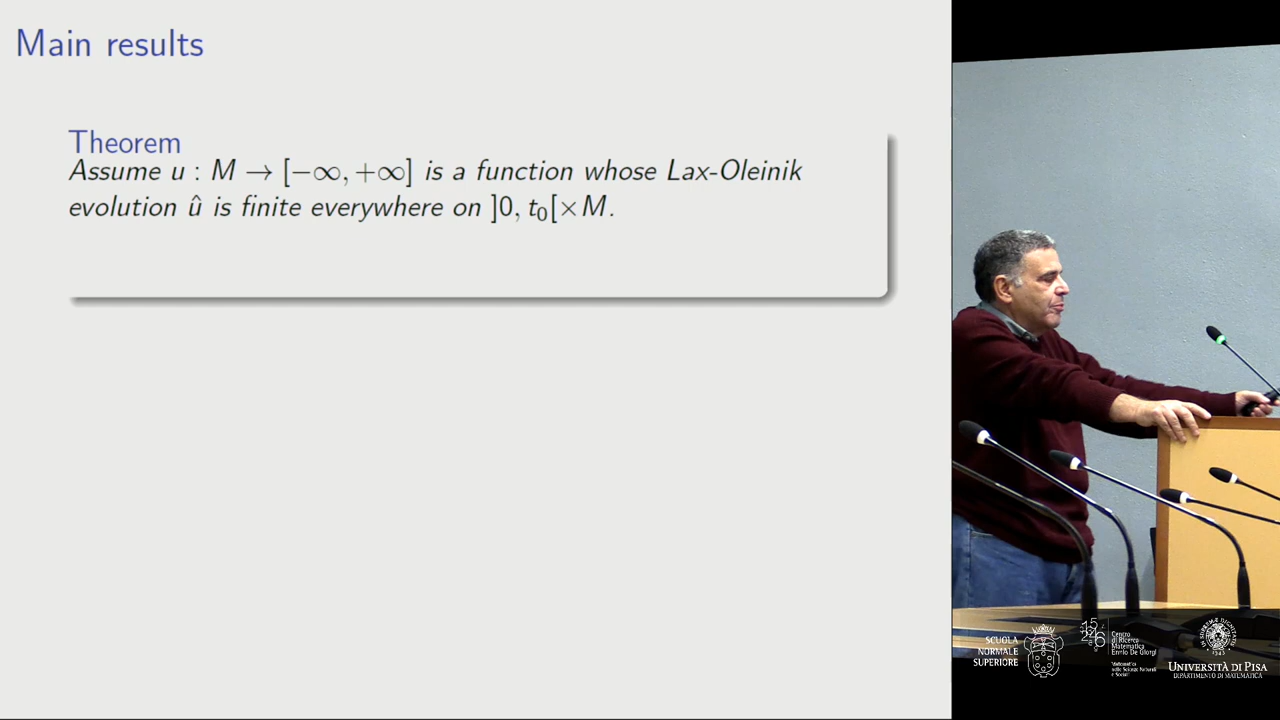 Main results
Theorem
Assume u : M → [−∞, +∞] is a function whose Lax-Oleinik
evolution û is finite everywhere on ]0, t₀[×M.
SCUOLA
NORMALE
SUPERIORE
Centro
di Ricerca
Matematica
Ennio De Giorgi
UNIVERSITÀ DI PISA
DIPARTIMENTO DI MATEMATICA